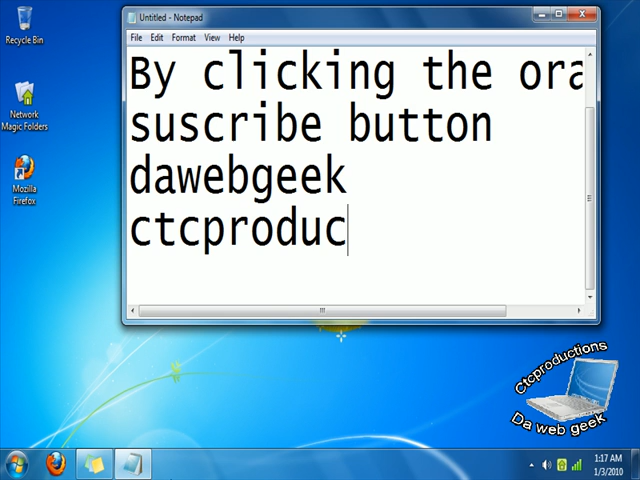 Untitled - Notepad
File Edit Format View Help
By clicking the ora
suscribe button
dawebgeek
ctcproduc
Recycle Bin
Network
Magic Folders
Mozilla
Firefox
Ctcproductions
Da web geek
1:17 AM
1/3/2010